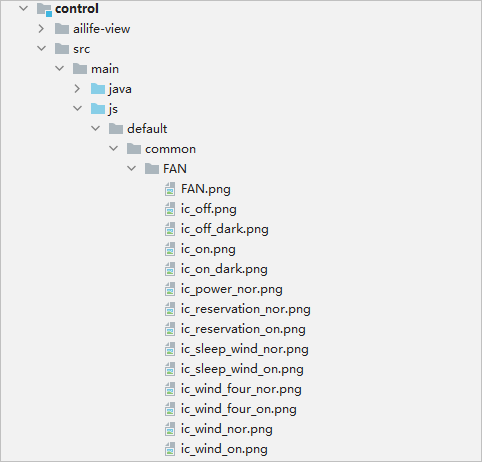 control
ailife-view
src
main
java
js
default
common
FAN
FAN.png
ic_off.png
ic_off_dark.png
ic_on.png
ic_on_dark.png
ic_power_nor.png
ic_reservation_nor.png
ic_reservation_on.png
ic_sleep_wind_nor.png
ic_sleep_wind_on.png
ic_wind_four_nor.png
ic_wind_four_on.png
ic_wind_nor.png
ic_wind_on.png